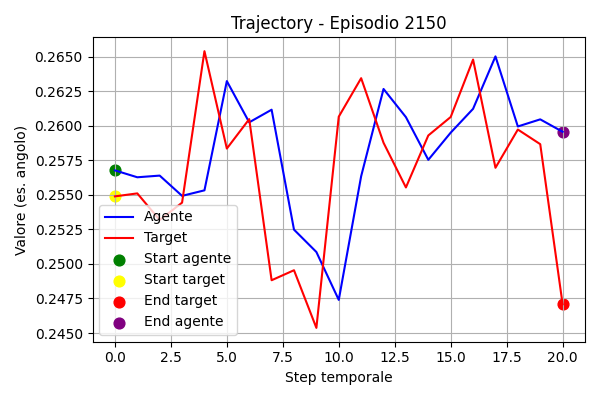 Trajectory - Episodio 2150
Valore (es. angolo)
0.2650
0.2625
0.2600
0.2575
0.2550
0.2525
0.2500
0.2475
0.2450
Agente
Target
Start agente
Start target
End target
End agente
0.0 2.5 5.0 7.5 10.0 12.5 15.0 17.5 20.0
Step temporale